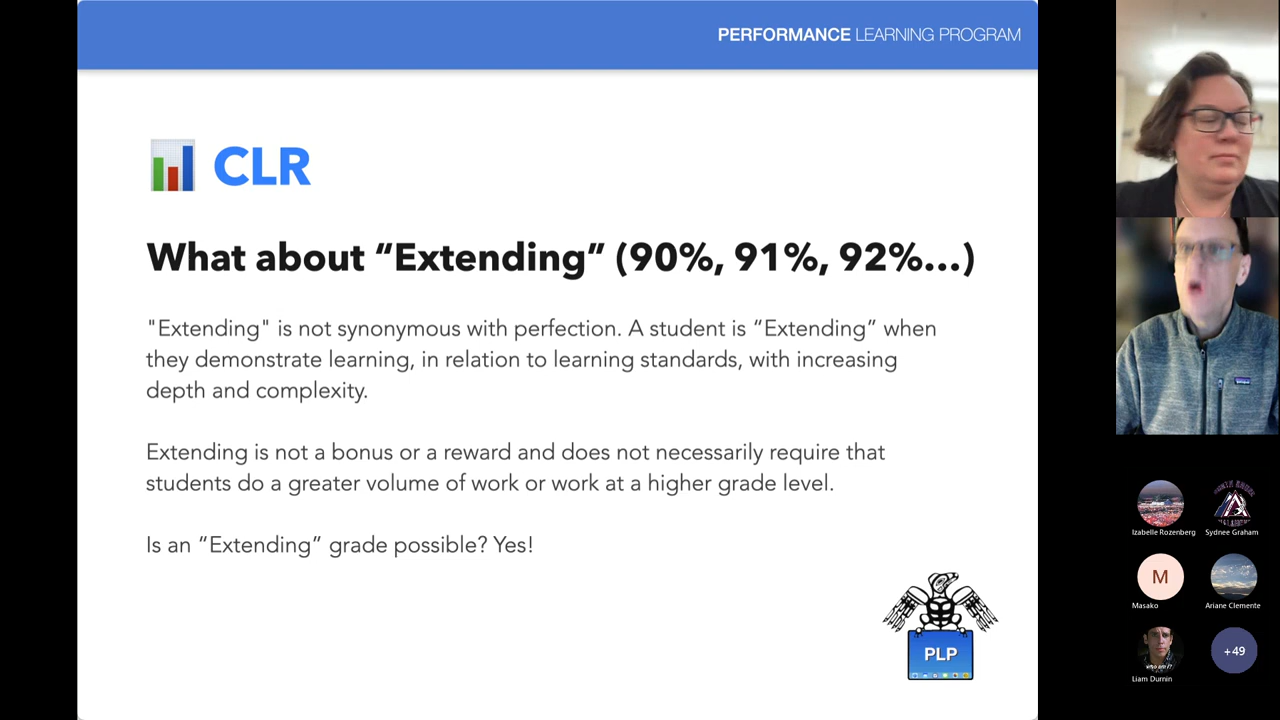 PERFORMANCE LEARNING PROGRAM
CLR
What about “Extending” (90%, 91%, 92%...)
"Extending" is not synonymous with perfection. A student is “Extending” when
they demonstrate learning, in relation to learning standards, with increasing
depth and complexity.
Extending is not a bonus or a reward and does not necessarily require that
students do a greater volume of work or work at a higher grade level.
Is an “Extending” grade possible? Yes!
PLP
Izabelle Rozenberg
Sydnee Graham
M
Masako
Ariane Clemente
Liam Durnin
+49